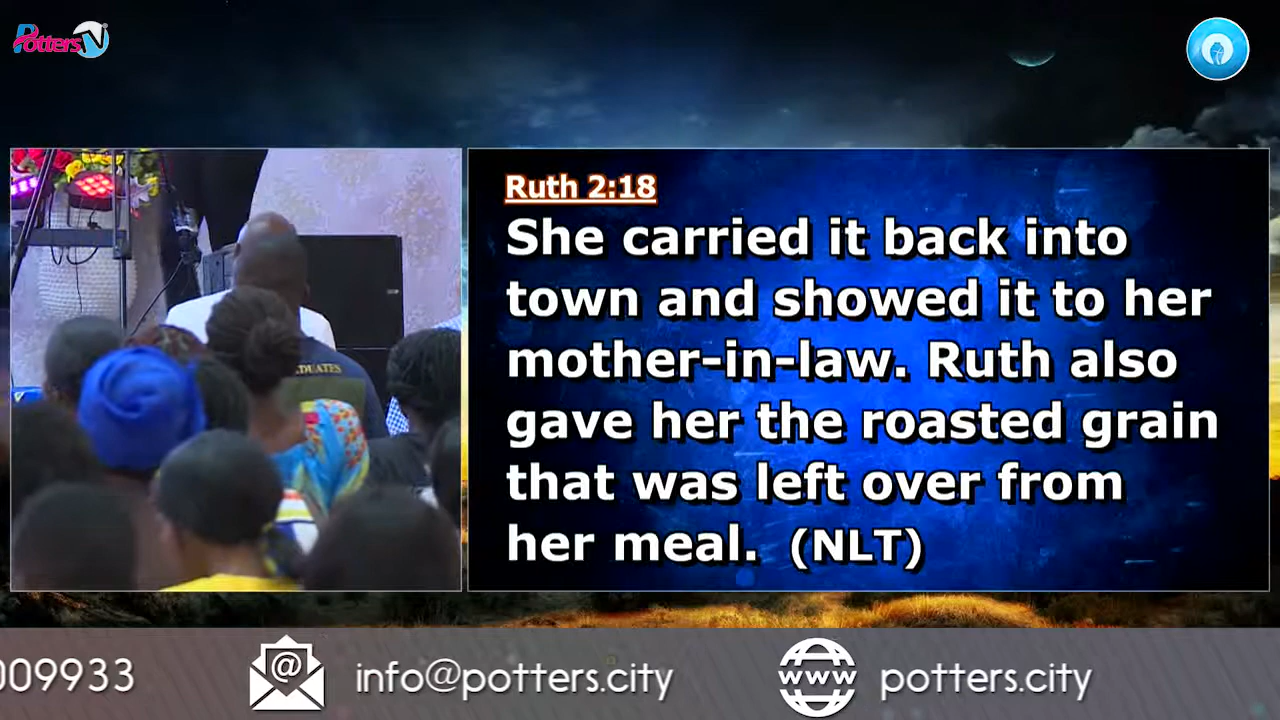 PottersTV
Ruth 2:18
She carried it back into
town and showed it to her
mother-in-law. Ruth also
gave her the roasted grain
that was left over from
her meal. (NLT)
DUATES
009933
@
info@potters.city
www
potters.city